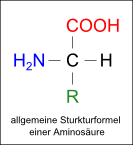 COOH
H₂N–C–H
R
allgemeine Sturkturformel
einer Aminosäure